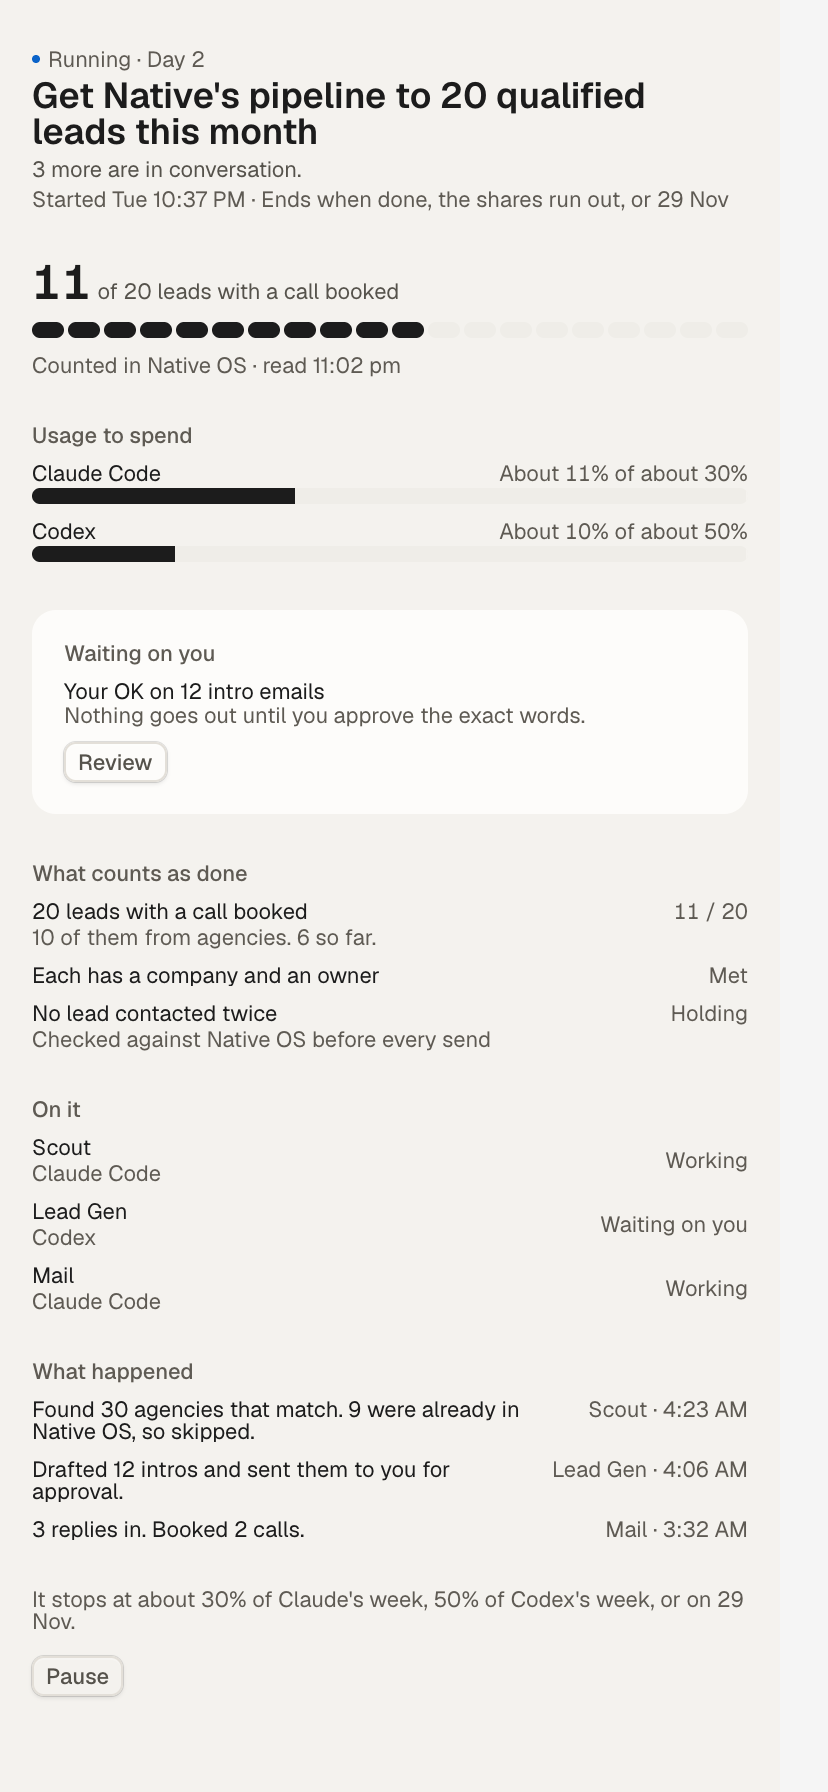 Running · Day 2
Get Native's pipeline to 20 qualified
leads this month
3 more are in conversation.
Started Tue 10:37 PM · Ends when done, the shares run out, or 29 Nov
11 of 20 leads with a call booked
Counted in Native OS · read 11:02 pm
Usage to spend
Claude Code About 11% of about 30%
Codex About 10% of about 50%
Waiting on you
Your OK on 12 intro emails
Nothing goes out until you approve the exact words.
Review
What counts as done
20 leads with a call booked 11 / 20
10 of them from agencies. 6 so far.
Each has a company and an owner Met
No lead contacted twice Holding
Checked against Native OS before every send
On it
Scout
Claude Code Working
Lead Gen
Codex Waiting on you
Mail
Claude Code Working
What happened
Found 30 agencies that match. 9 were already in Scout · 4:23 AM
Native OS, so skipped.
Drafted 12 intros and sent them to you for Lead Gen · 4:06 AM
approval.
3 replies in. Booked 2 calls. Mail · 3:32 AM
It stops at about 30% of Claude's week, 50% of Codex's week, or on 29
Nov.
Pause